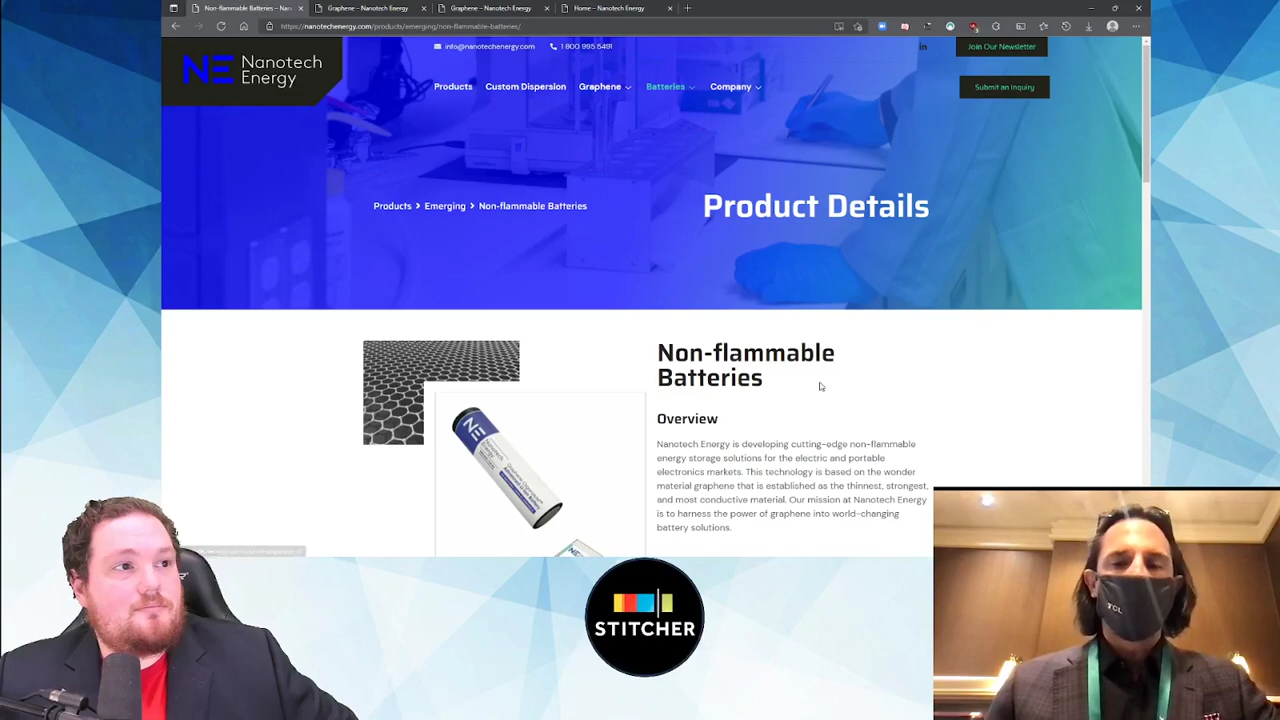 Non-flammable Batteries – Nano
Graphene – Nanotech Energy
Graphene – Nanotech Energy
Home – Nanotech Energy
https://nanotechenergy.com/products/emerging/non-flammable-batteries/
info@nanotechenergy.com
1 800 995 5491
in
Join Our Newsletter
NE Nanotech
Energy
Products
Custom Dispersion
Graphene
Batteries
Company
Submit an Inquiry
Products > Emerging > Non-flammable Batteries
Product Details
Non-flammable
Batteries
Overview
Nanotech Energy is developing cutting-edge non-flammable
energy storage solutions for the electric and portable
electronics markets. This technology is based on the wonder
material graphene that is established as the thinnest, strongest,
and most conductive material. Our mission at Nanotech Energy
is to harness the power of graphene into world-changing
battery solutions.
NE
STITCHER
TCL